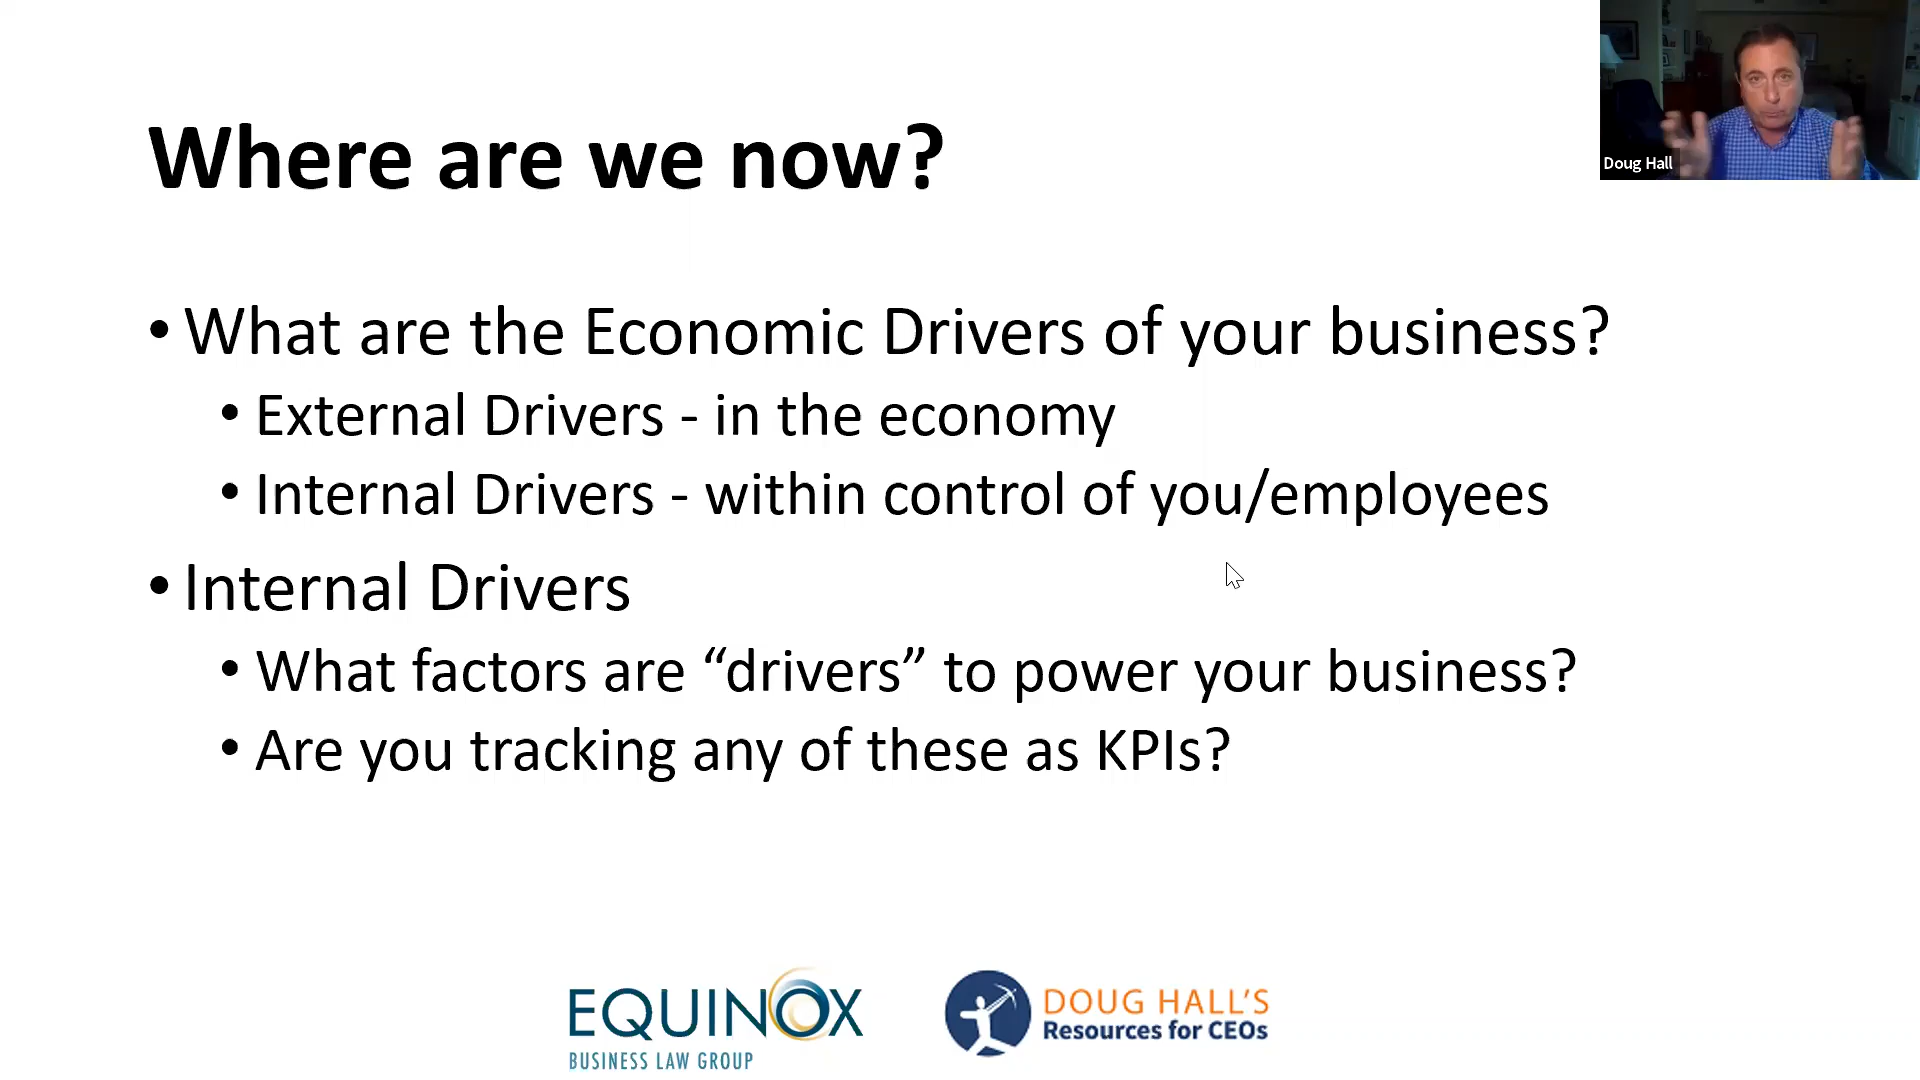 Where are we now?
Doug Hall
• What are the Economic Drivers of your business?
• External Drivers - in the economy
• Internal Drivers - within control of you/employees
• Internal Drivers
• What factors are “drivers” to power your business?
• Are you tracking any of these as KPIs?
EQUINOX
BUSINESS LAW GROUP
DOUG HALL'S
Resources for CEOs